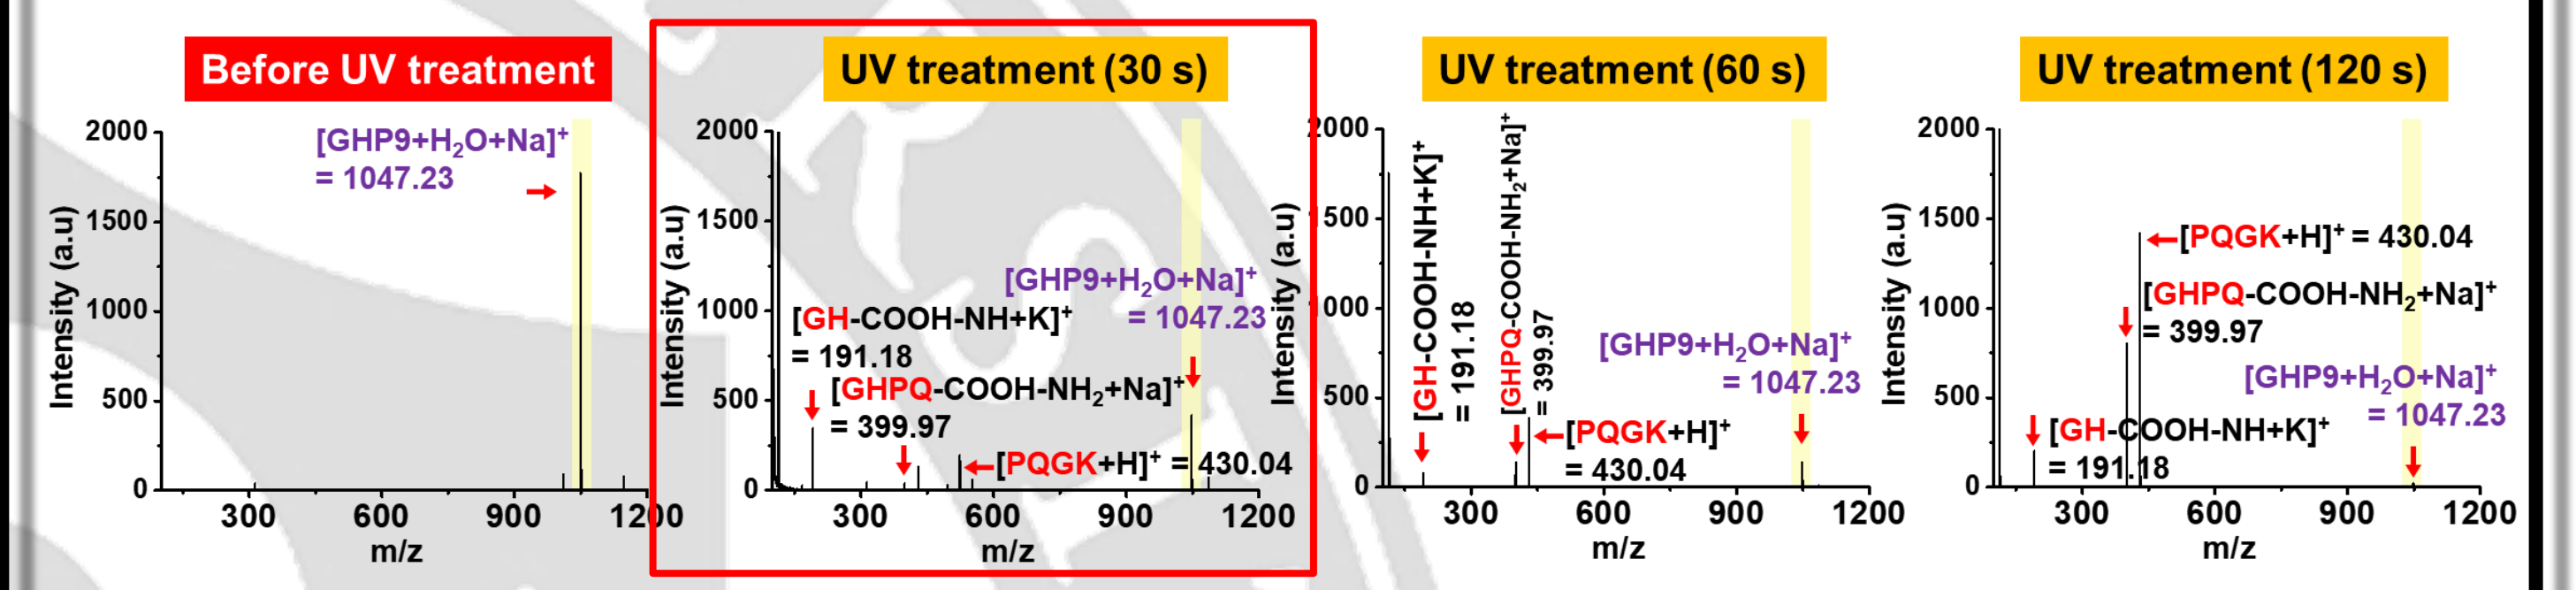 Before UV treatment
2000
1500
1000
500
0
Intensity (a.u)
[GHP9+H₂O+Na]⁺
= 1047.23
300 600 900 1200
m/z
UV treatment (30 s)
2000
1500
1000
500
0
Intensity (a.u)
[GHP9+H₂O+Na]⁺
= 1047.23
[GH-COOH-NH+K]⁺
= 191.18
[GHPQ-COOH-NH₂+Na]⁺
= 399.97
[PQGK+H]⁺ = 430.04
300 600 900 1200
m/z
UV treatment (60 s)
2000
1500
1000
500
0
Intensity (a.u)
[GH-COOH-NH+K]⁺
= 191.18
[GHPQ-COOH-NH₂+Na]⁺
= 399.97
[GHP9+H₂O+Na]⁺
= 1047.23
[PQGK+H]⁺
= 430.04
300 600 900 1200
m/z
UV treatment (120 s)
2000
1500
1000
500
0
Intensity (a.u)
[PQGK+H]⁺ = 430.04
[GHPQ-COOH-NH₂+Na]⁺
= 399.97
[GHP9+H₂O+Na]⁺
= 1047.23
[GH-COOH-NH+K]⁺
= 191.18
300 600 900 1200
m/z